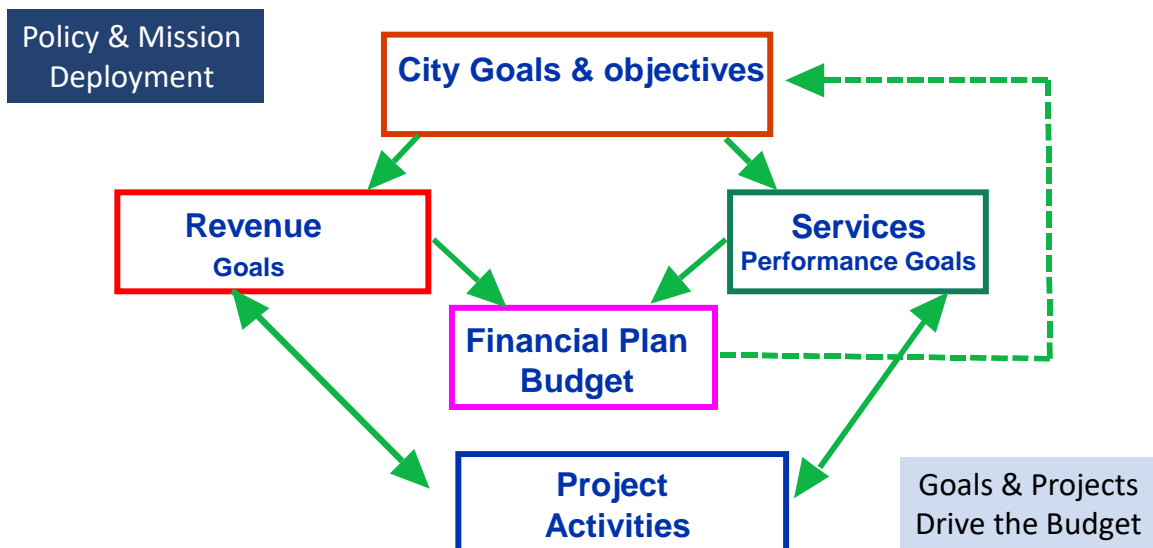 Policy & Mission
Deployment
City Goals & objectives
Revenue
Goals
Services
Performance Goals
Financial Plan
Budget
Project
Activities
Goals & Projects
Drive the Budget